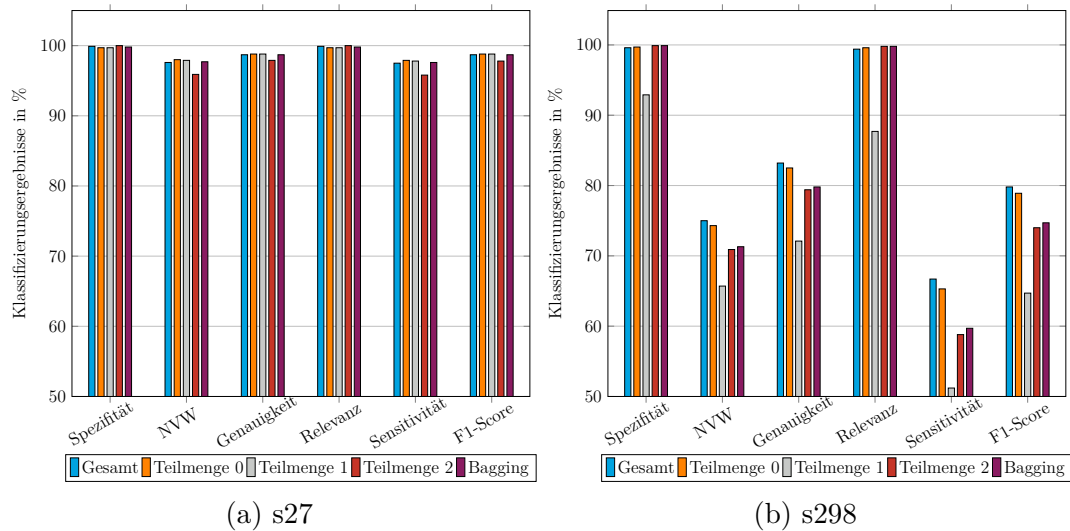 Klassifizierungsergebnisse in %
100
90
80
70
60
50
Spezifität
NVW
Genauigkeit
Relevanz
Sensitivität
F1-Score
Gesamt Teilmenge 0 Teilmenge 1 Teilmenge 2 Bagging
(a) s27
Klassifizierungsergebnisse in %
100
90
80
70
60
50
Spezifität
NVW
Genauigkeit
Relevanz
Sensitivität
F1-Score
Gesamt Teilmenge 0 Teilmenge 1 Teilmenge 2 Bagging
(b) s298